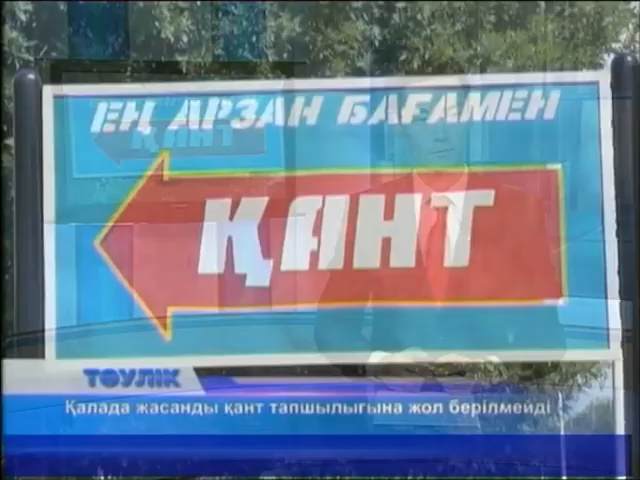 ЕҢ АРЗАН БАҒАМЕН
ҚАНТ
ҚАНТ
ТӘУЛІК
Қалада жасанды қант тапшылығына жол берілмейді